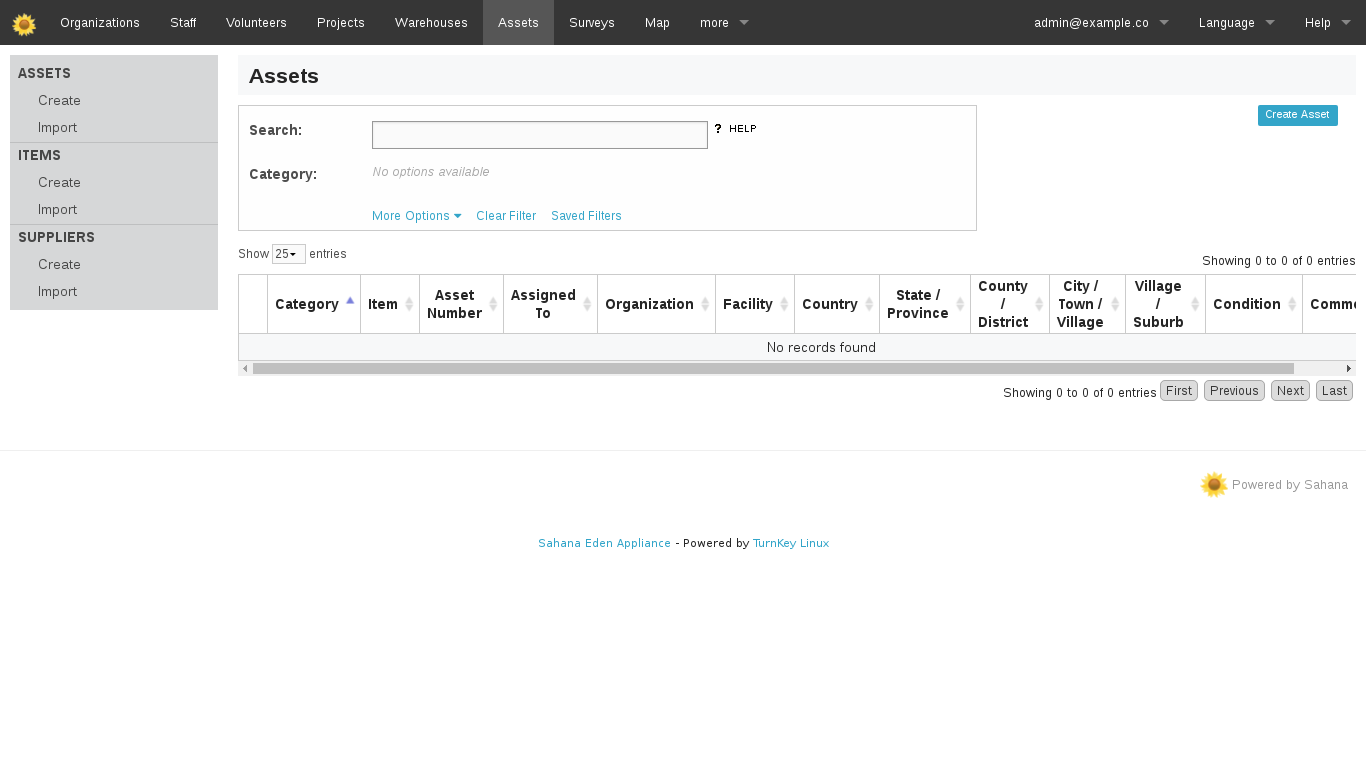 Organizations Staff Volunteers Projects Warehouses Assets Surveys Map more admin@example.co Language Help
ASSETS
Create
Import
ITEMS
Create
Import
SUPPLIERS
Create
Import
Assets
Search: ? HELP
Create Asset
Category: No options available
More Options Clear Filter Saved Filters
Show 25 entries
Showing 0 to 0 of 0 entries
Category Item Asset Number Assigned To Organization Facility Country State / Province County / District City / Town / Village Village / Suburb Condition Comme
No records found
Showing 0 to 0 of 0 entries First Previous Next Last
Powered by Sahana
Sahana Eden Appliance - Powered by TurnKey Linux